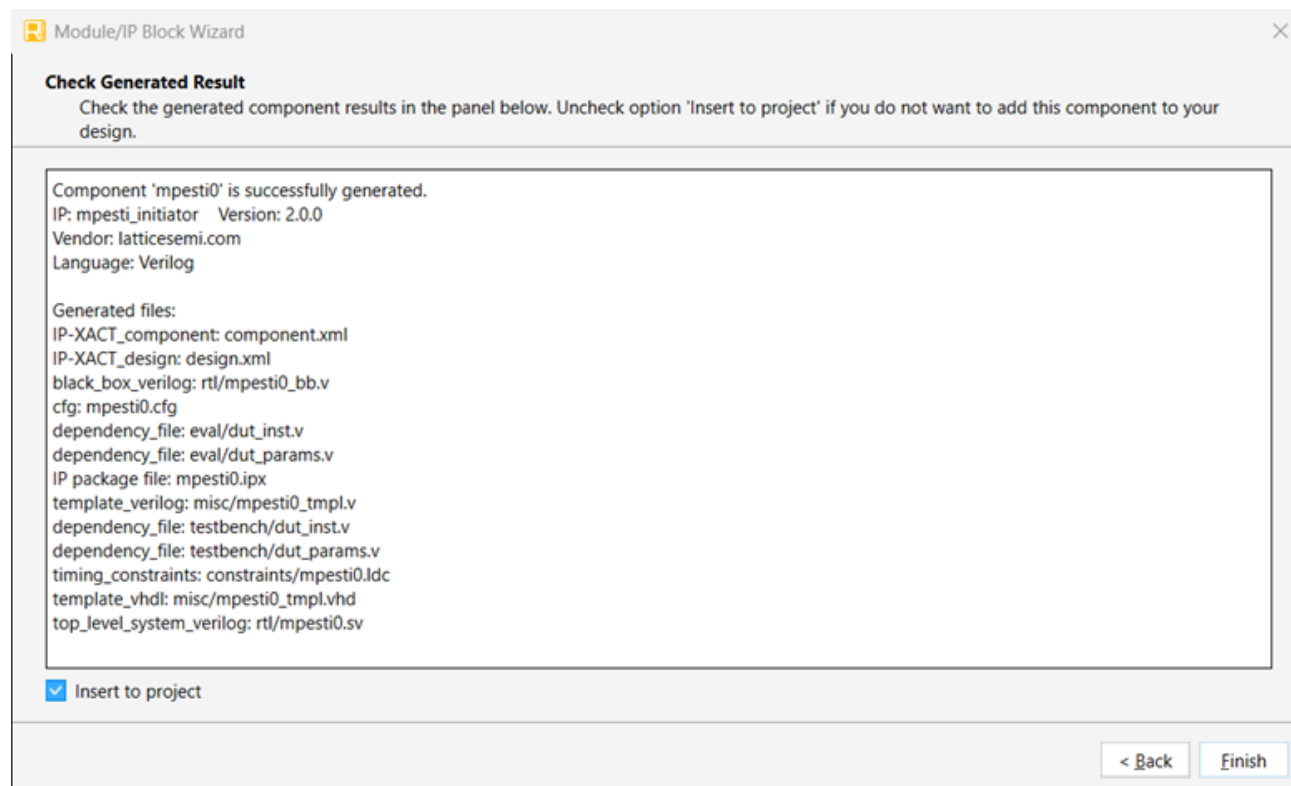 Module/IP Block Wizard
Check Generated Result
Check the generated component results in the panel below. Uncheck option 'Insert to project' if you do not want to add this component to your
design.
Component 'mpesti0' is successfully generated.
IP: mpesti_initiator    Version: 2.0.0
Vendor: latticesemi.com
Language: Verilog
Generated files:
IP-XACT_component: component.xml
IP-XACT_design: design.xml
black_box_verilog: rtl/mpesti0_bb.v
cfg: mpesti0.cfg
dependency_file: eval/dut_inst.v
dependency_file: eval/dut_params.v
IP package file: mpesti0.ipx
template_verilog: misc/mpesti0_tmpl.v
dependency_file: testbench/dut_inst.v
dependency_file: testbench/dut_params.v
timing_constraints: constraints/mpesti0.ldc
template_vhdl: misc/mpesti0_tmpl.vhd
top_level_system_verilog: rtl/mpesti0.sv
Insert to project
< Back    Finish